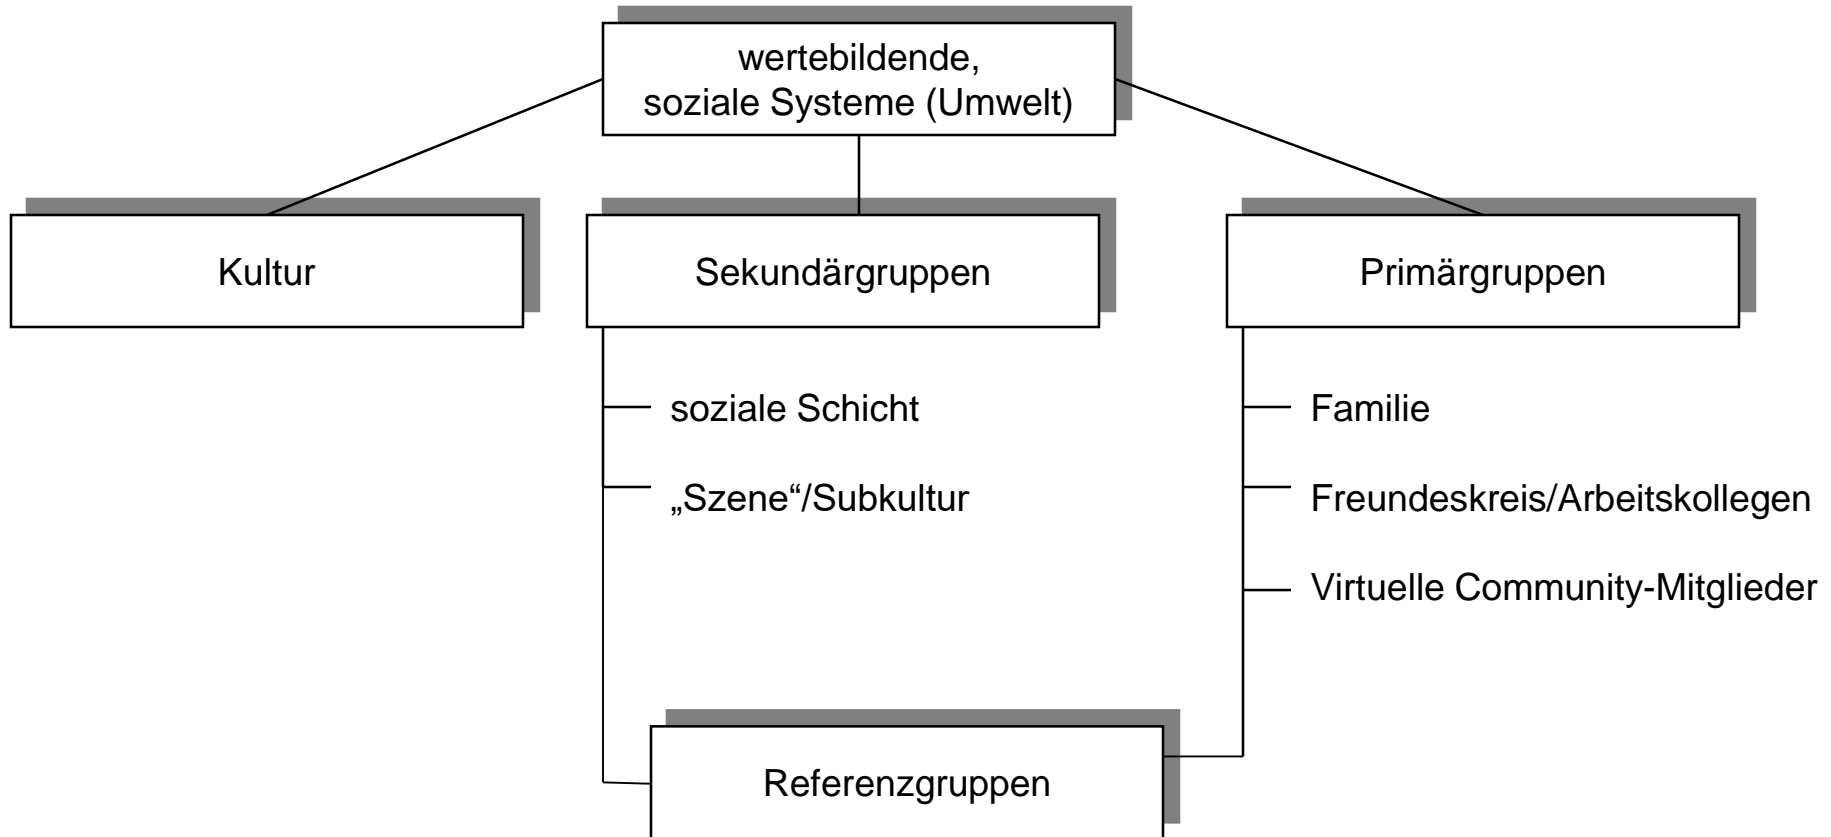 wertebildende,
soziale Systeme (Umwelt)
Kultur
Sekundärgruppen
Primärgruppen
soziale Schicht
„Szene“/Subkultur
Familie
Freundeskreis/Arbeitskollegen
Virtuelle Community-Mitglieder
Referenzgruppen